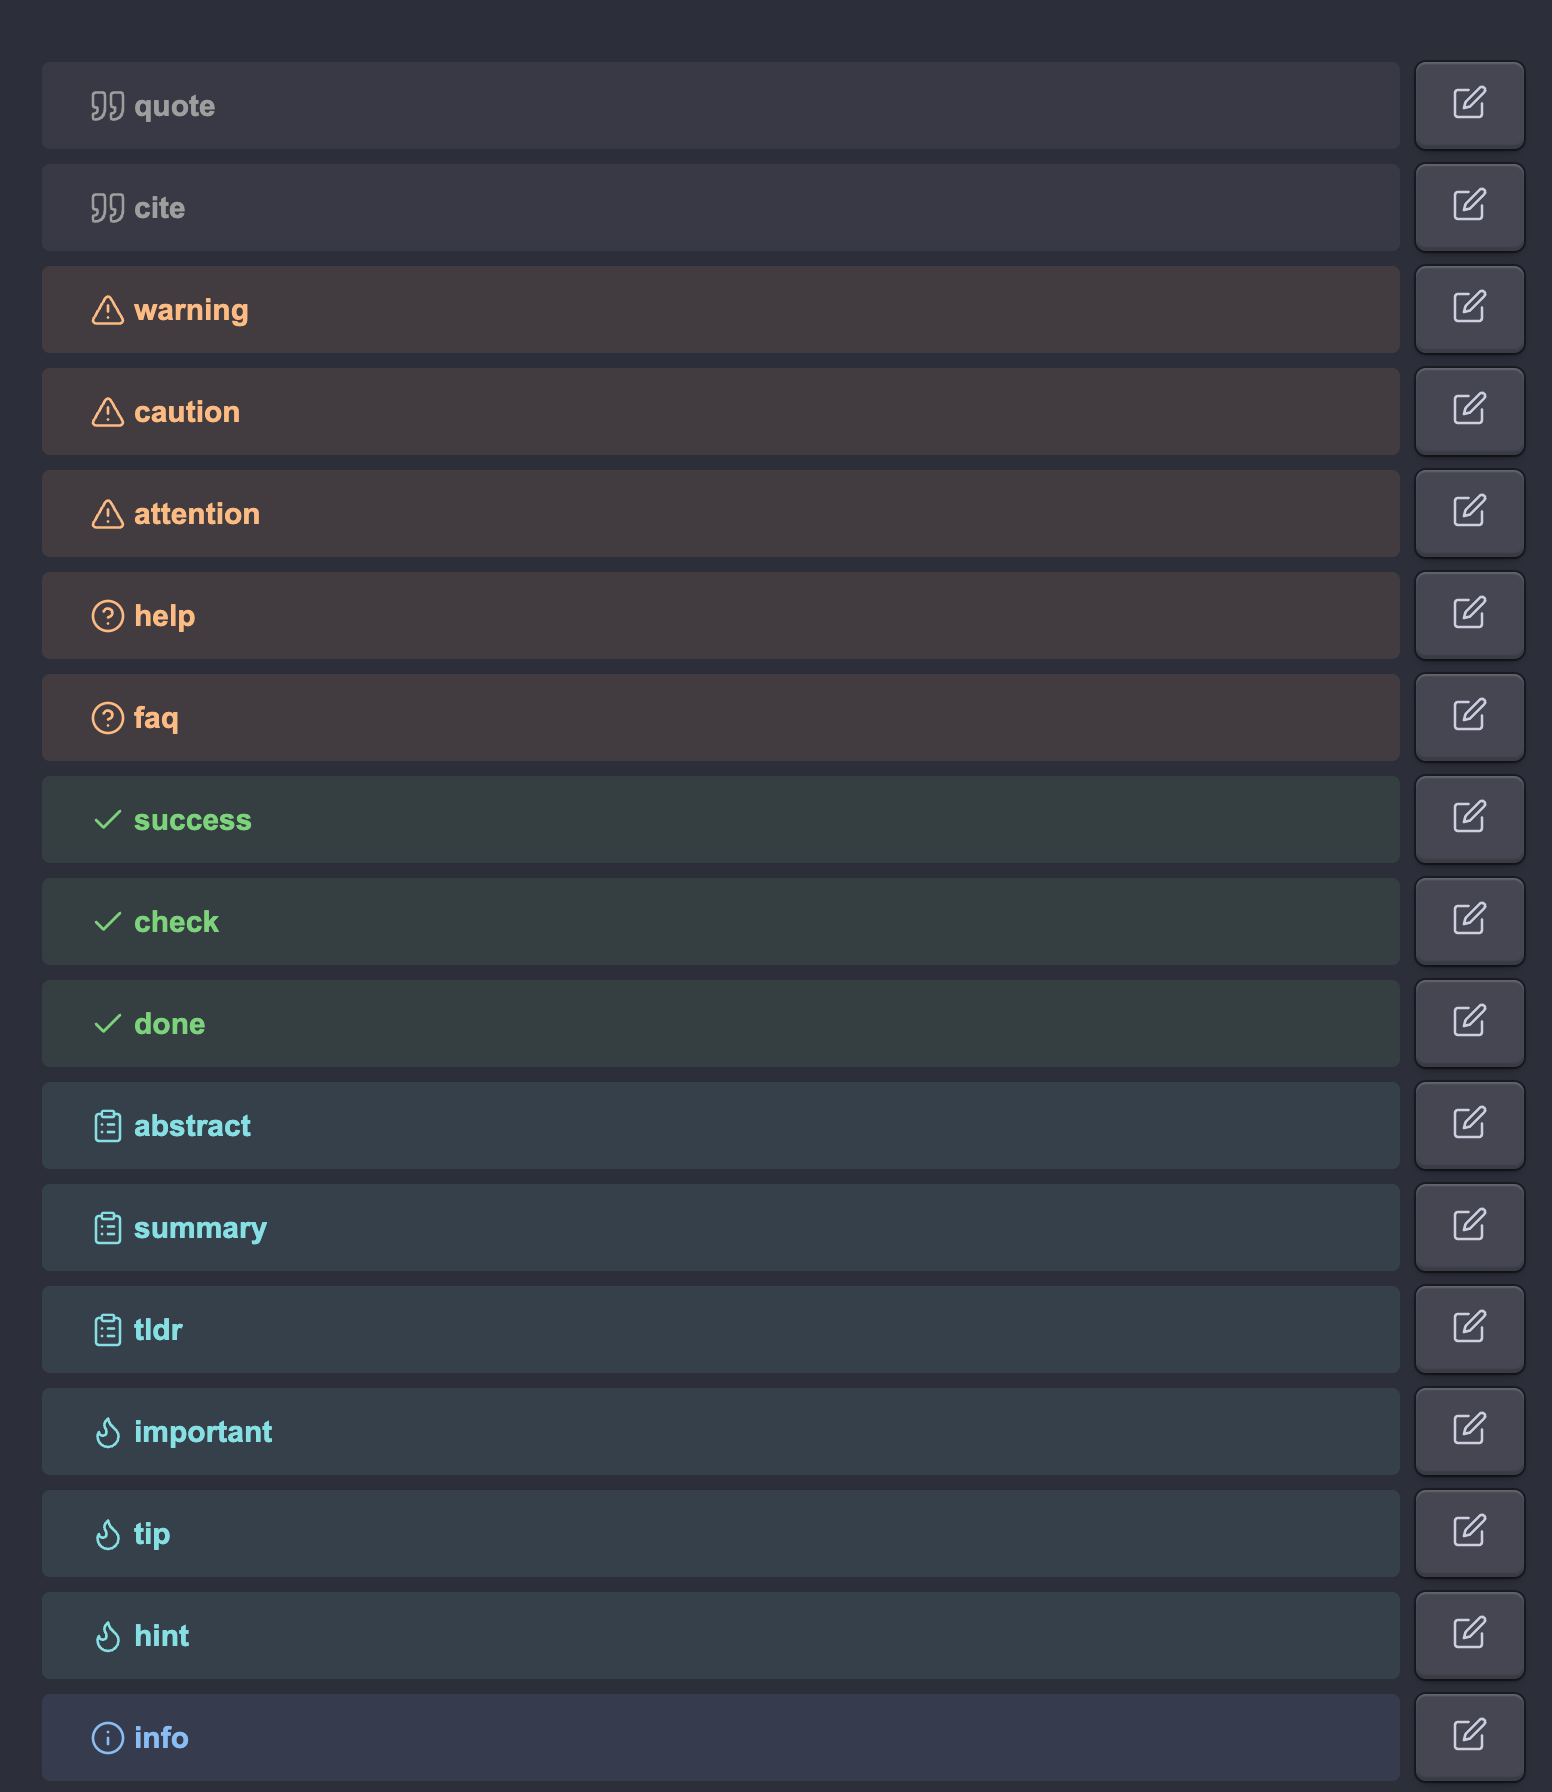 quote
cite
warning
caution
attention
help
faq
success
check
done
abstract
summary
tldr
important
tip
hint
info